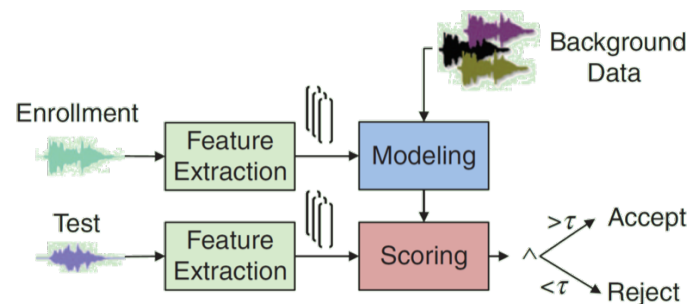 Background
Data
Enrollment
Feature
Extraction
Modeling
Test
Feature
Extraction
Scoring
Λ
>τ
Accept
<τ
Reject